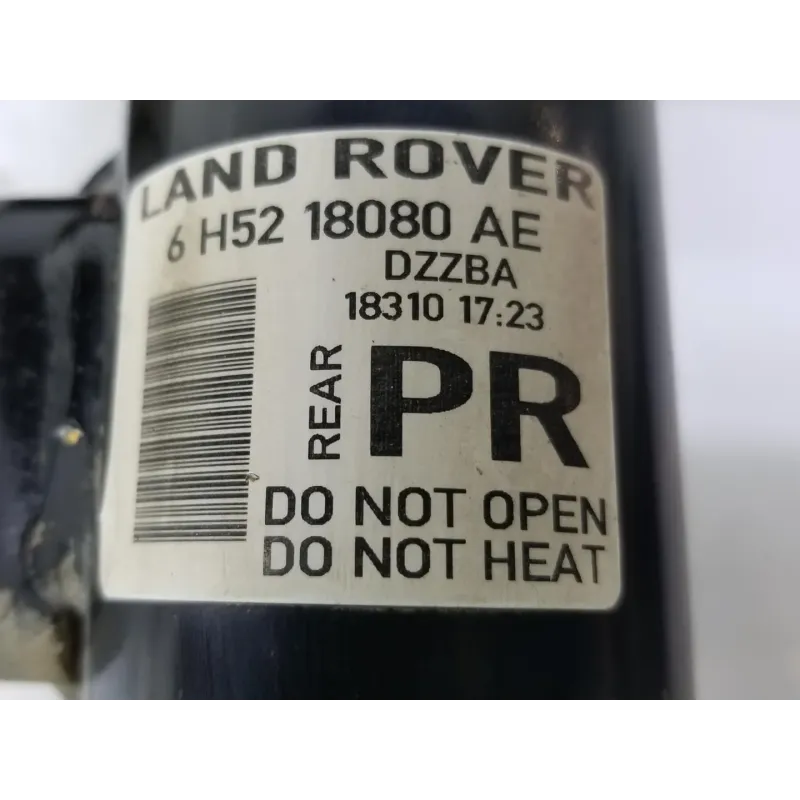 LAND ROVER
6 H52 18080 AE
DZZBA
18310 17:23
REAR
PR
DO NOT OPEN
DO NOT HEAT